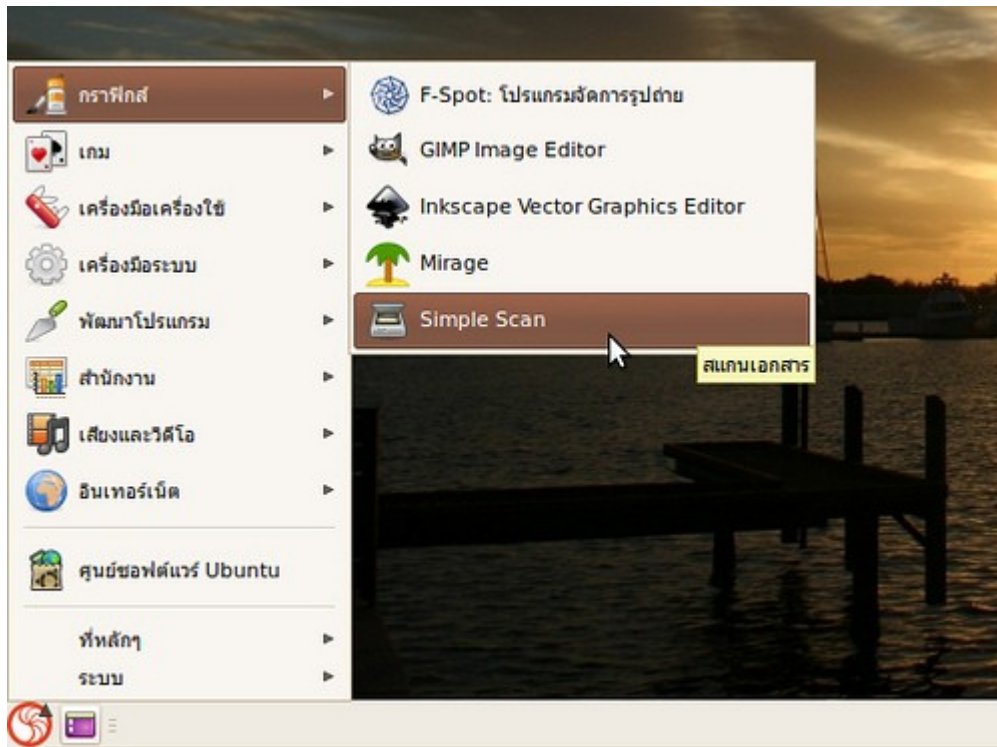 กราฟิกส์
เกม
เครื่องมือเครื่องใช้
เครื่องมือระบบ
พัฒนาโปรแกรม
สำนักงาน
เสียงและวิดีโอ
อินเทอร์เน็ต
ศูนย์ซอฟต์แวร์ Ubuntu
ที่หลักๆ
ระบบ
F-Spot: โปรแกรมจัดการรูปถ่าย
GIMP Image Editor
Inkscape Vector Graphics Editor
Mirage
Simple Scan
สแกนเอกสาร